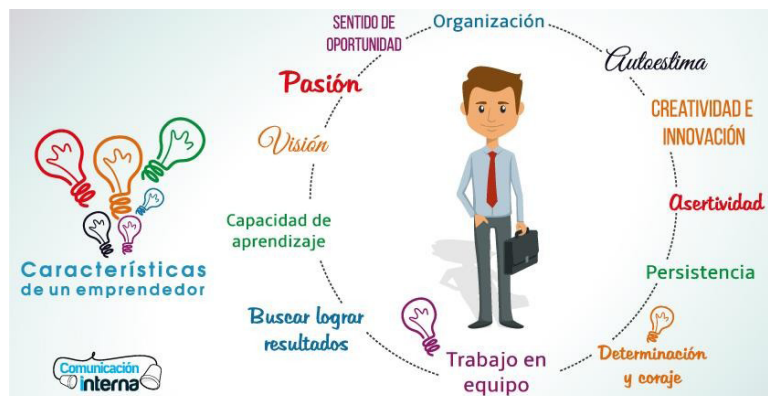 SENTIDO DE
OPORTUNIDAD
Organización
Autoestima
Pasión
CREATIVIDAD E
INNOVACIÓN
Visión
Asertividad
Capacidad de
aprendizaje
Persistencia
Características
de un emprendedor
Buscar lograr
resultados
Trabajo en
equipo
Determinación
y coraje
Comunicación
interna